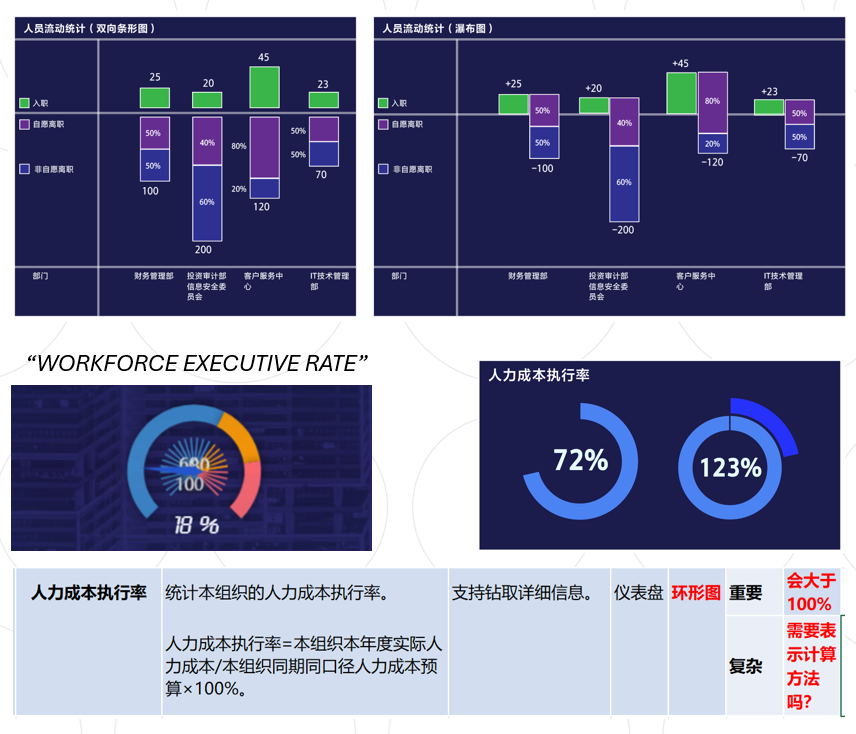 人员流动统计（双向条形图）
25
20
45
23
入职
自愿离职
非自愿离职
50%
50%
100
40%
60%
200
80%
20%
120
50%
50%
70
部门
财务管理部
投资审计部
信息安全委
员会
客户服务中
心
IT技术管理
部
人员流动统计（瀑布图）
+25
+20
+45
+23
入职
自愿离职
非自愿离职
50%
50%
−100
40%
60%
−200
80%
20%
−120
50%
50%
−70
部门
财务管理部
投资审计部
信息安全委
员会
客户服务中
心
IT技术管理
部
“WORKFORCE EXECUTIVE RATE”
100
18 %
人力成本执行率
72%
123%
人力成本执行率
统计本组织的人力成本执行率。
人力成本执行率=本组织本年度实际人
力成本/本组织同期同口径人力成本预
算×100%。
支持钻取详细信息。
仪表盘
环形图
重要
会大于
100%
复杂
需要表
示计算
方法
吗?